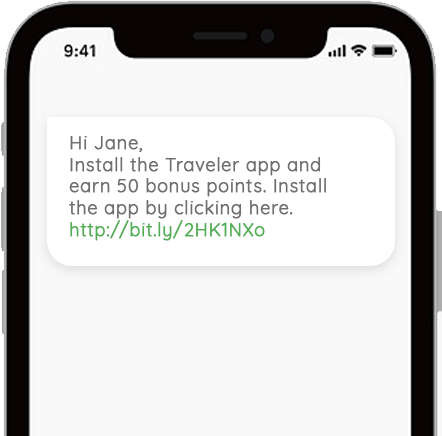 9:41
Hi Jane,
Install the Traveler app and
earn 50 bonus points. Install
the app by clicking here.
http://bit.ly/2HK1NXo